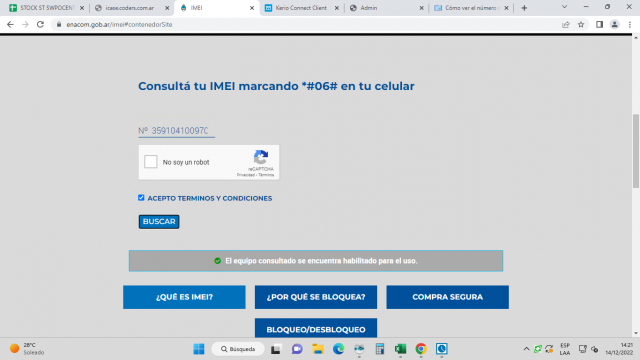 STOCK ST SWPOCENT
icase.coders.com.ar
IMEI
Kerio Connect Client
Admin
Cómo ver el número
enacom.gob.ar/imei#contenedorSite
Consultá tu IMEI marcando *#06# en tu celular
Nº 35910410097C
No soy un robot
reCAPTCHA
Privacidad - Términos
ACEPTO TERMINOS Y CONDICIONES
BUSCAR
El equipo consultado se encuentra habilitado para el uso.
¿QUÉ ES IMEI?
¿POR QUÉ SE BLOQUEA?
COMPRA SEGURA
BLOQUEO/DESBLOQUEO
28°C
Soleado
Búsqueda
ESP
LAA
14:21
14/12/2022